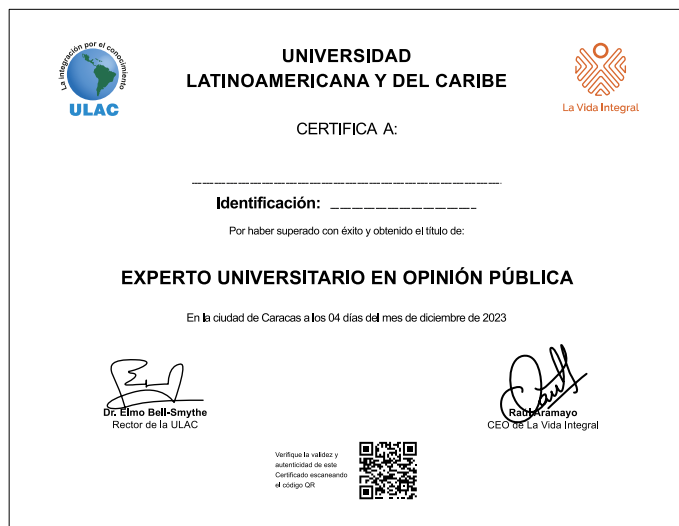 La integración por el conocimiento
ULAC
UNIVERSIDAD
LATINOAMERICANA Y DEL CARIBE
La Vida Integral
CERTIFICA A:
Identificación:
Por haber superado con éxito y obtenido el título de:
EXPERTO UNIVERSITARIO EN OPINIÓN PÚBLICA
En la ciudad de Caracas a los 04 días del mes de diciembre de 2023
Dr. Elmo Bell-Smythe
Rector de la ULAC
Raúl Aramayo
CEO de La Vida Integral
Verifique la validez y
autenticidad de este
Certificado escaneando
el código QR